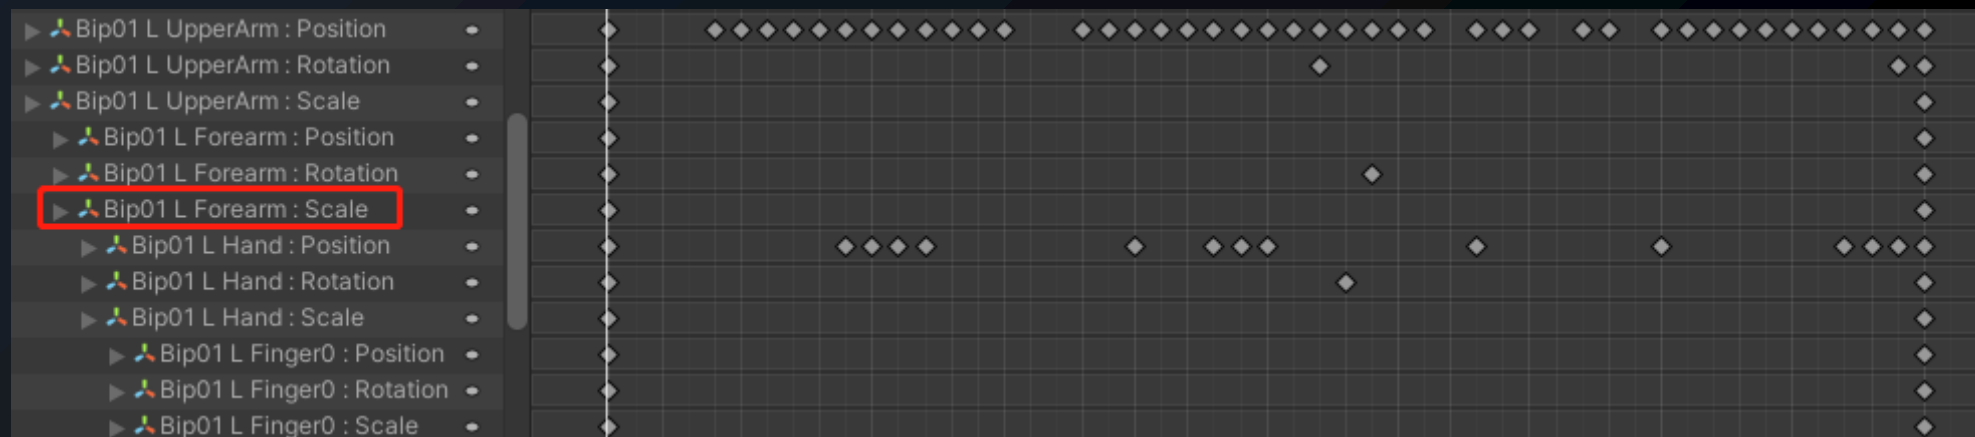 Bip01 L UpperArm : Position
Bip01 L UpperArm : Rotation
Bip01 L UpperArm : Scale
Bip01 L Forearm : Position
Bip01 L Forearm : Rotation
Bip01 L Forearm : Scale
Bip01 L Hand : Position
Bip01 L Hand : Rotation
Bip01 L Hand : Scale
Bip01 L Finger0 : Position
Bip01 L Finger0 : Rotation
Bip01 L Finger0 : Scale